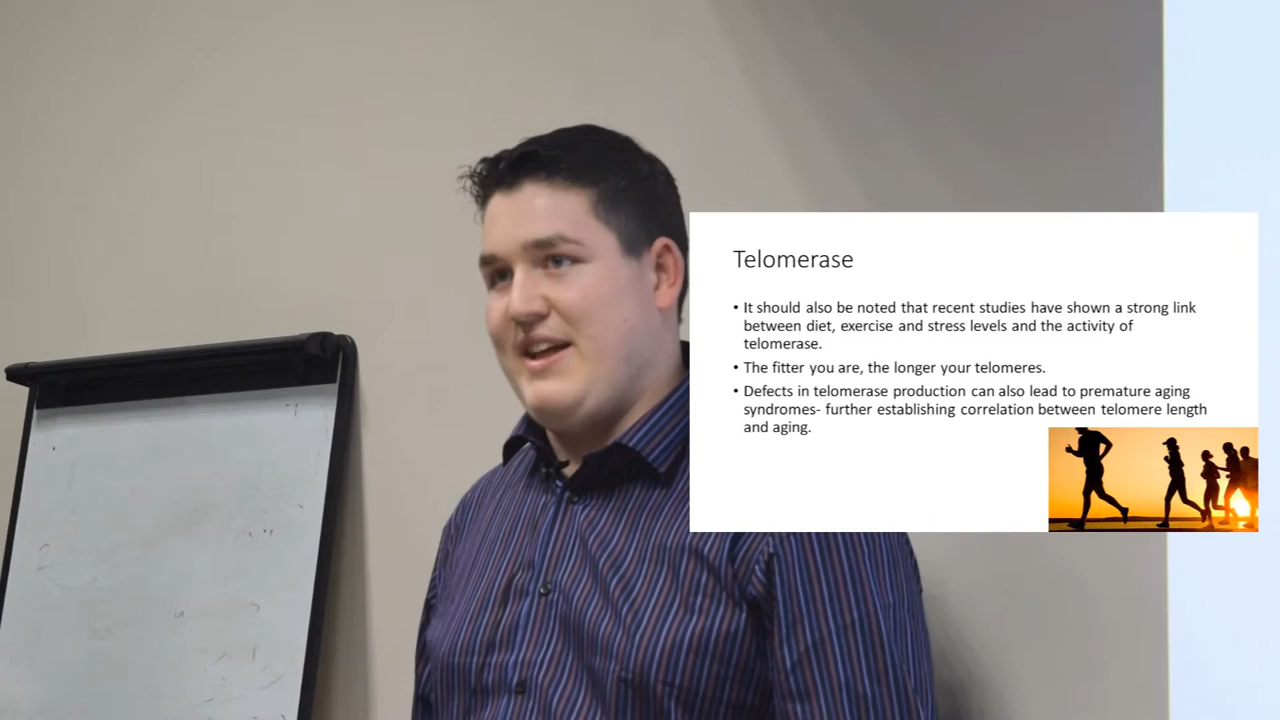 Telomerase
• It should also be noted that recent studies have shown a strong link
between diet, exercise and stress levels and the activity of
telomerase.
• The fitter you are, the longer your telomeres.
• Defects in telomerase production can also lead to premature aging
syndromes- further establishing correlation between telomere length
and aging.